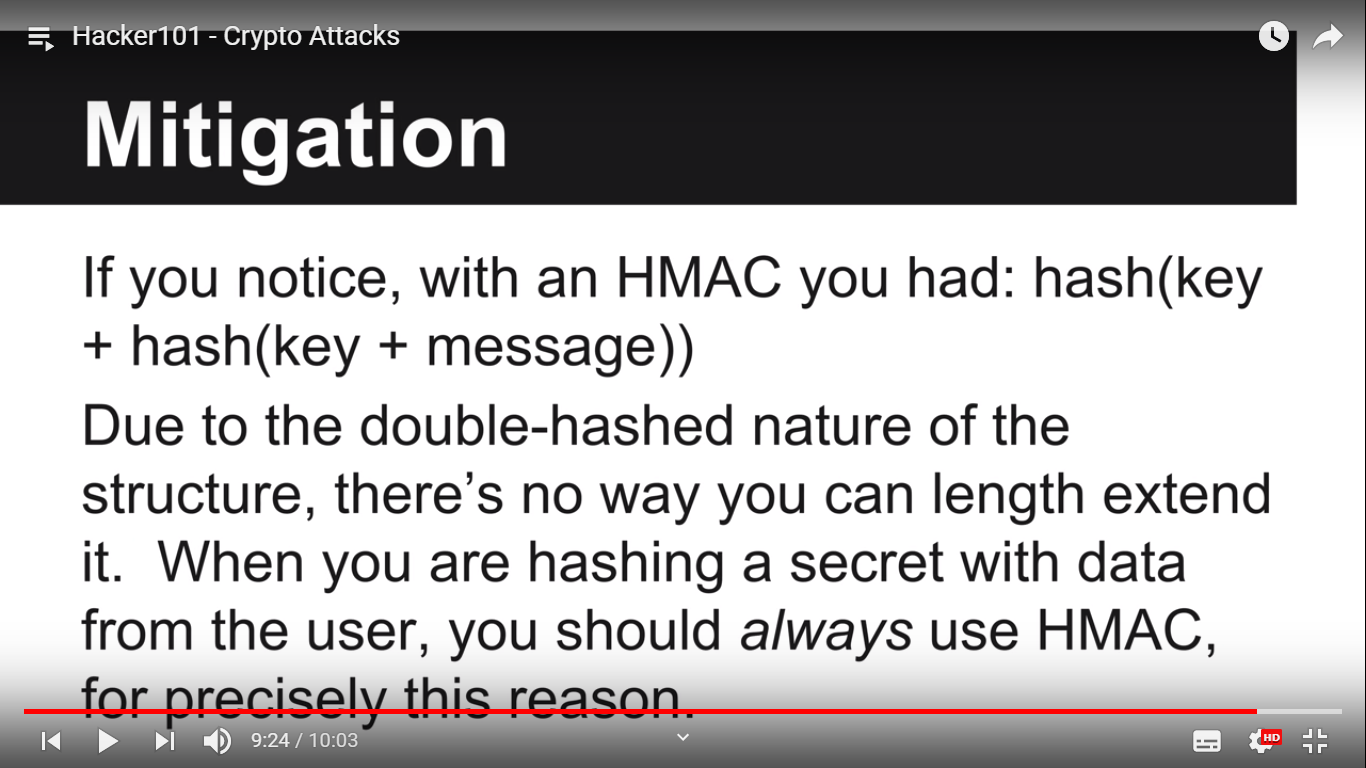 Hacker101 - Crypto Attacks
Mitigation
If you notice, with an HMAC you had: hash(key
+ hash(key + message))
Due to the double-hashed nature of the
structure, there’s no way you can length extend
it.  When you are hashing a secret with data
from the user, you should always use HMAC,
for precisely this reason.
9:24 / 10:03
HD